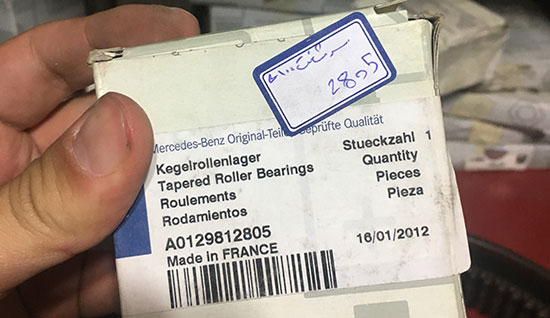 2805
Mercedes-Benz Original-Teile Geprüfte Qualität
Kegelrollenlager Stueckzahl 1
Tapered Roller Bearings Quantity
Roulements Pieces
Rodamientos Pieza
A0129812805
Made in FRANCE 16/01/2012